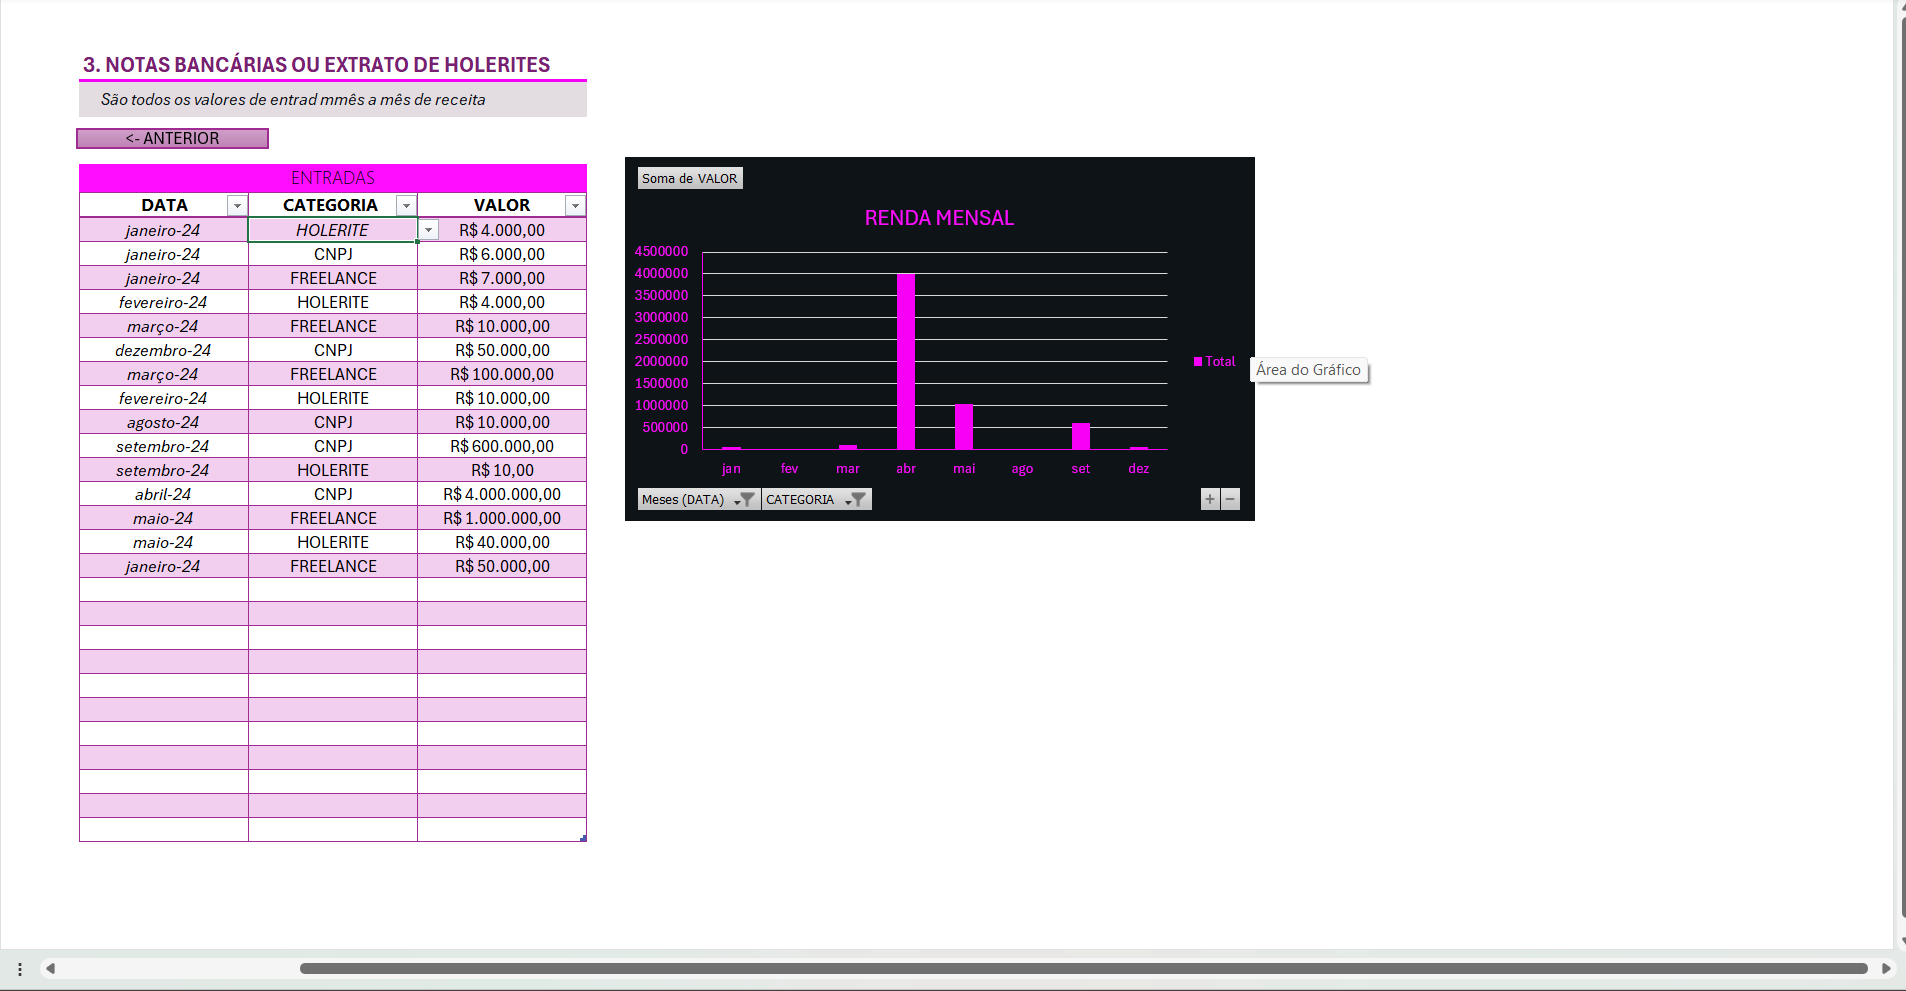 3. NOTAS BANCÁRIAS OU EXTRATO DE HOLERITES
São todos os valores de entrad mmês a mês de receita
<- ANTERIOR
ENTRADAS
DATA CATEGORIA VALOR
janeiro-24 HOLERITE R$ 4.000,00
janeiro-24 CNPJ R$ 6.000,00
janeiro-24 FREELANCE R$ 7.000,00
fevereiro-24 HOLERITE R$ 4.000,00
março-24 FREELANCE R$ 10.000,00
dezembro-24 CNPJ R$ 50.000,00
março-24 FREELANCE R$ 100.000,00
fevereiro-24 HOLERITE R$ 10.000,00
agosto-24 CNPJ R$ 10.000,00
setembro-24 CNPJ R$ 600.000,00
setembro-24 HOLERITE R$ 10,00
abril-24 CNPJ R$ 4.000.000,00
maio-24 FREELANCE R$ 1.000.000,00
maio-24 HOLERITE R$ 40.000,00
janeiro-24 FREELANCE R$ 50.000,00
Soma de VALOR
RENDA MENSAL
4500000
4000000
3500000
3000000
2500000
2000000
1500000
1000000
500000
0
jan fev mar abr mai ago set dez
Total
Área do Gráfico
Meses (DATA) CATEGORIA
+ −